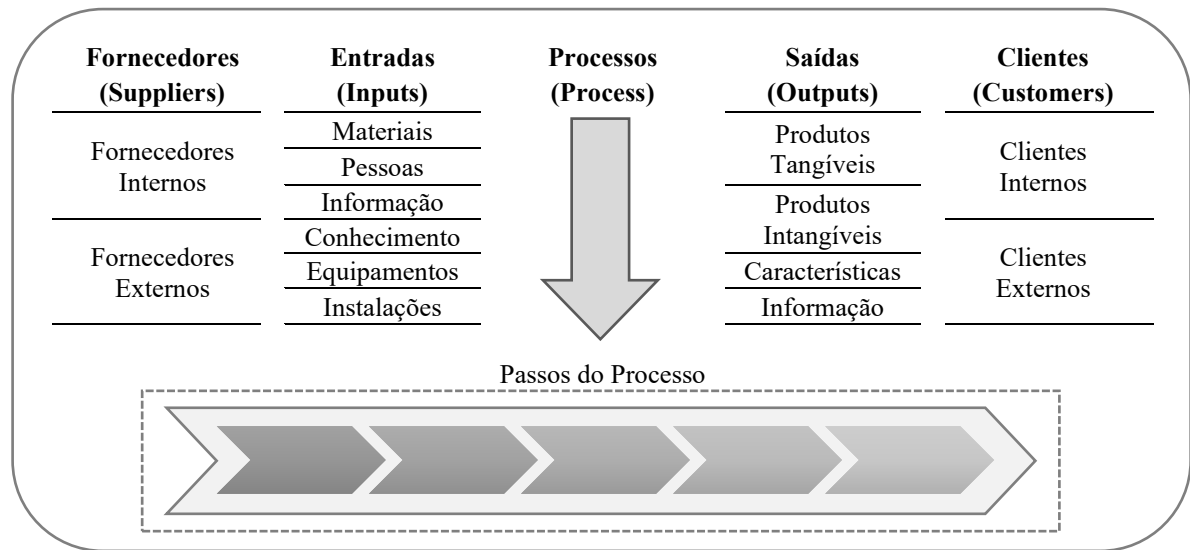 Fornecedores
(Suppliers)
Entradas
(Inputs)
Processos
(Process)
Saídas
(Outputs)
Clientes
(Customers)
Fornecedores
Internos
Fornecedores
Externos
Materiais
Pessoas
Informação
Conhecimento
Equipamentos
Instalações
Produtos
Tangíveis
Produtos
Intangíveis
Características
Informação
Clientes
Internos
Clientes
Externos
Passos do Processo